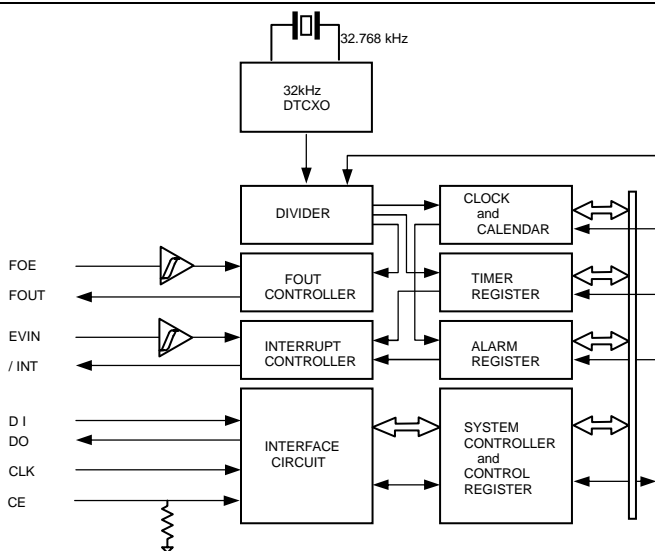 32.768 kHz
32kHz
DTCXO
DIVIDER
CLOCK
and
CALENDAR
FOE
FOUT
FOUT
CONTROLLER
TIMER
REGISTER
EVIN
/ INT
INTERRUPT
CONTROLLER
ALARM
REGISTER
D I
DO
CLK
CE
INTERFACE
CIRCUIT
SYSTEM
CONTROLLER
and
CONTROL
REGISTER